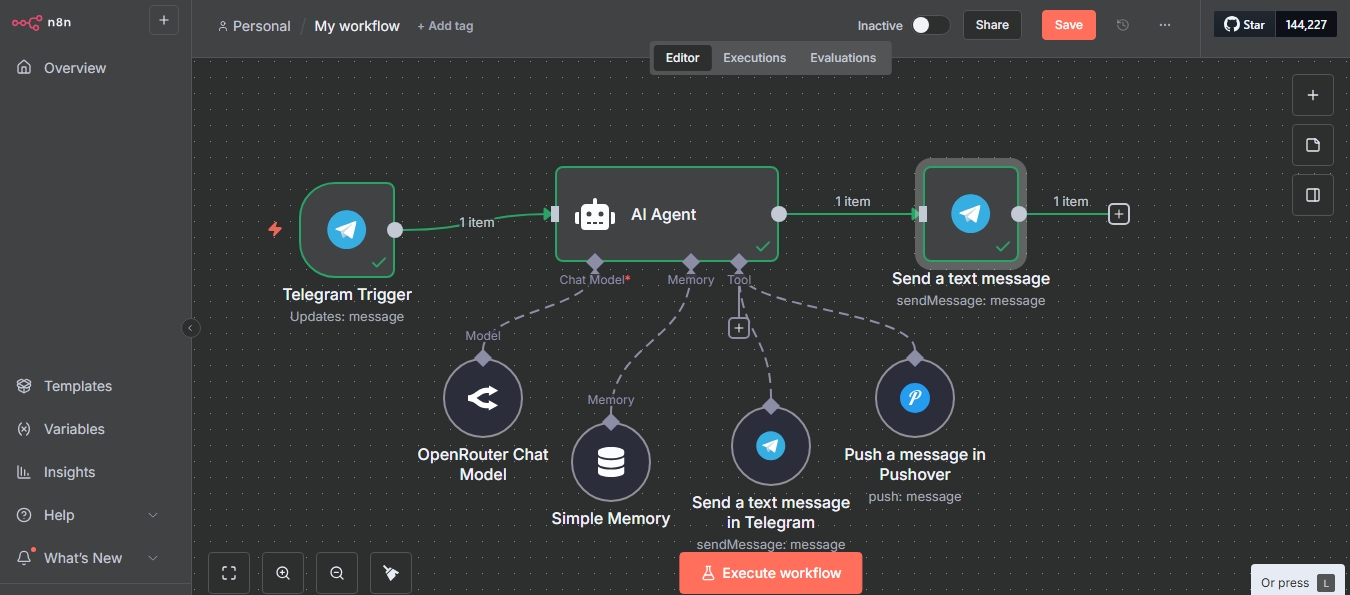 n8n
+
Personal / My workflow + Add tag
Inactive
Share
Save
...
Star 144,227
Editor Executions Evaluations
Overview
1 item
AI Agent
1 item
1 item
Chat Model*
Memory
Tool
Telegram Trigger
Updates: message
Send a text message
sendMessage: message
Model
Memory
OpenRouter Chat
Model
Simple Memory
Send a text message
in Telegram
sendMessage: message
Push a message in
Pushover
push: message
Templates
Variables
Insights
Help
What's New
Execute workflow
Or press L